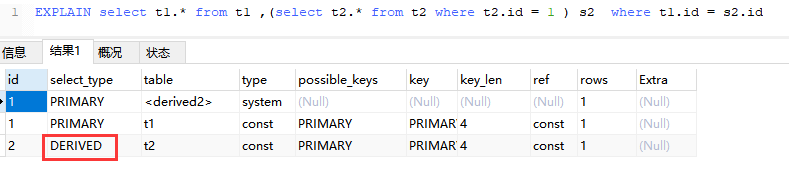 1 EXPLAIN select t1.* from t1 ,(select t2.* from t2 where t2.id = 1 ) s2  where t1.id = s2.id
信息 结果1 概况 状态
id select_type table type possible_keys key key_len ref rows Extra
1 PRIMARY <derived2> system (Null) (Null) (Null) (Null) 1 (Null)
1 PRIMARY t1 const PRIMARY PRIMAR 4 const 1 (Null)
2 DERIVED t2 const PRIMARY PRIMAR 4 const 1 (Null)